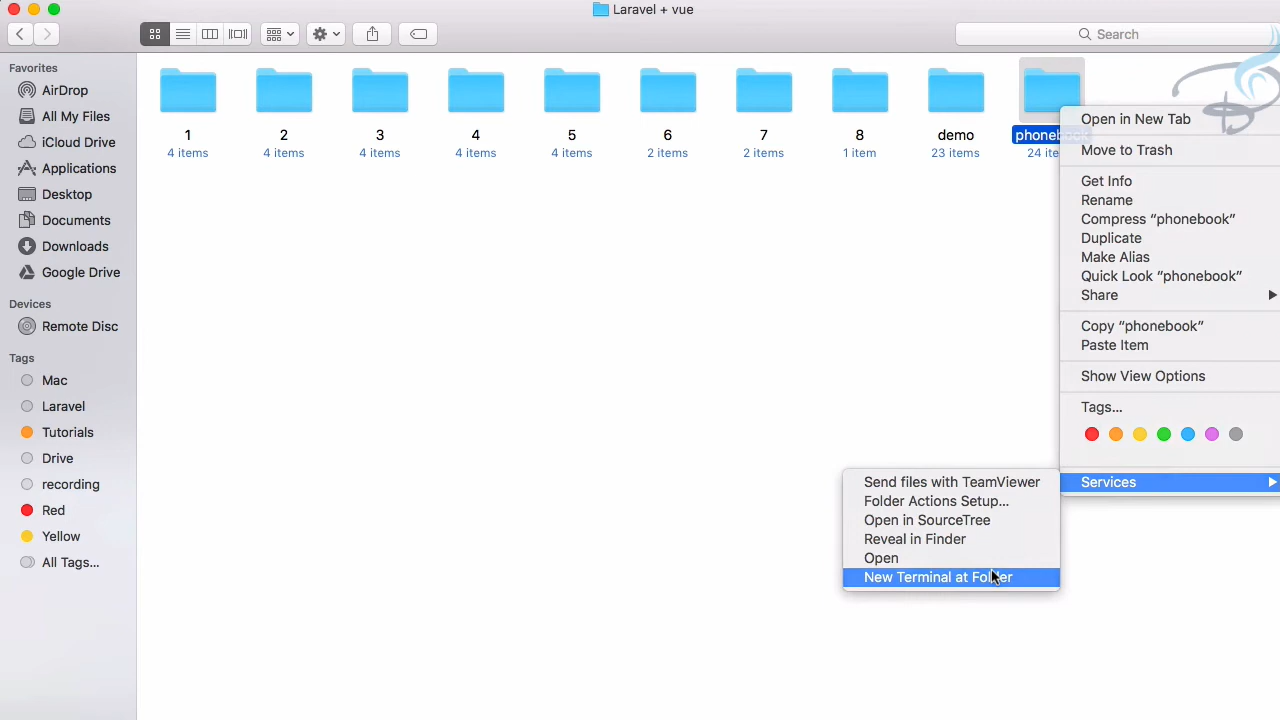 Laravel + vue
Search
Favorites
AirDrop
All My Files
iCloud Drive
Applications
Desktop
Documents
Downloads
Google Drive
Devices
Remote Disc
Tags
Mac
Laravel
Tutorials
Drive
recording
Red
Yellow
All Tags...
1
4 items
2
4 items
3
4 items
4
4 items
5
4 items
6
2 items
7
2 items
8
1 item
demo
23 items
phonebook
24 ite
Open in New Tab
Move to Trash
Get Info
Rename
Compress “phonebook”
Duplicate
Make Alias
Quick Look “phonebook”
Share
Copy “phonebook”
Paste Item
Show View Options
Tags...
Services
Send files with TeamViewer
Folder Actions Setup...
Open in SourceTree
Reveal in Finder
Open
New Terminal at Folder